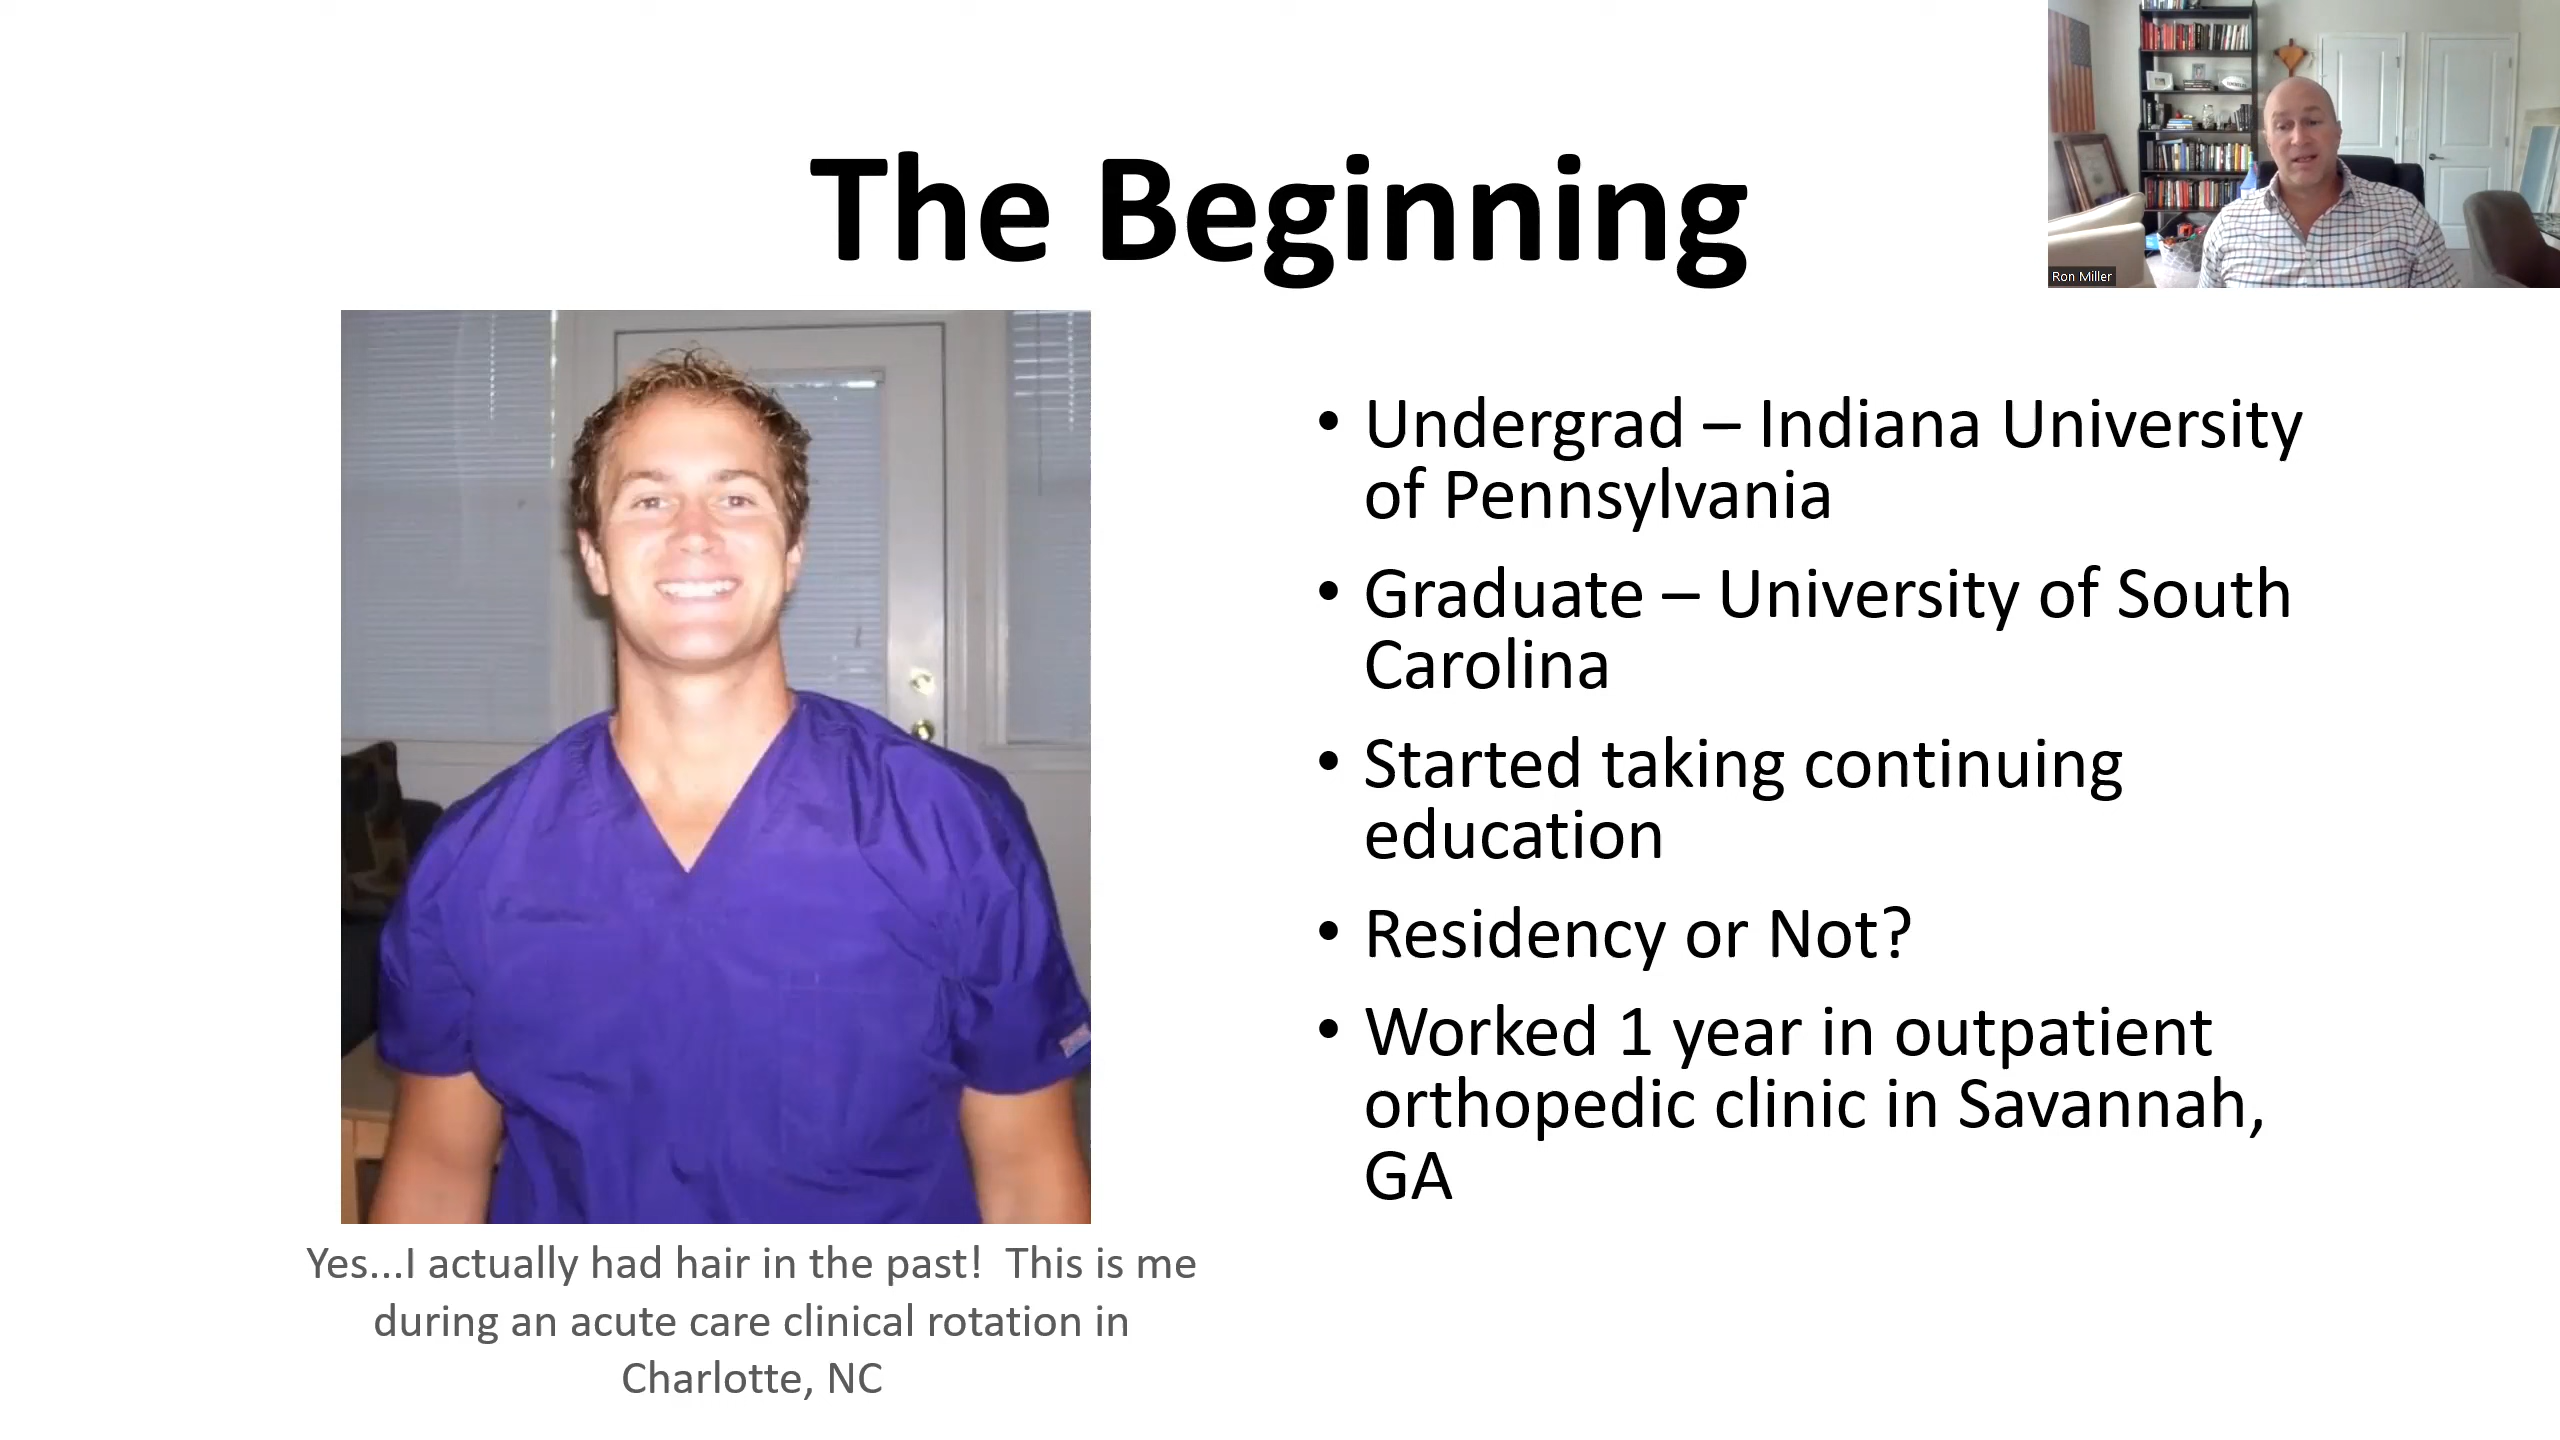 The Beginning
Ron Miller
• Undergrad – Indiana University
of Pennsylvania
• Graduate – University of South
Carolina
• Started taking continuing
education
• Residency or Not?
• Worked 1 year in outpatient
orthopedic clinic in Savannah,
GA
Yes...I actually had hair in the past!  This is me
during an acute care clinical rotation in
Charlotte, NC